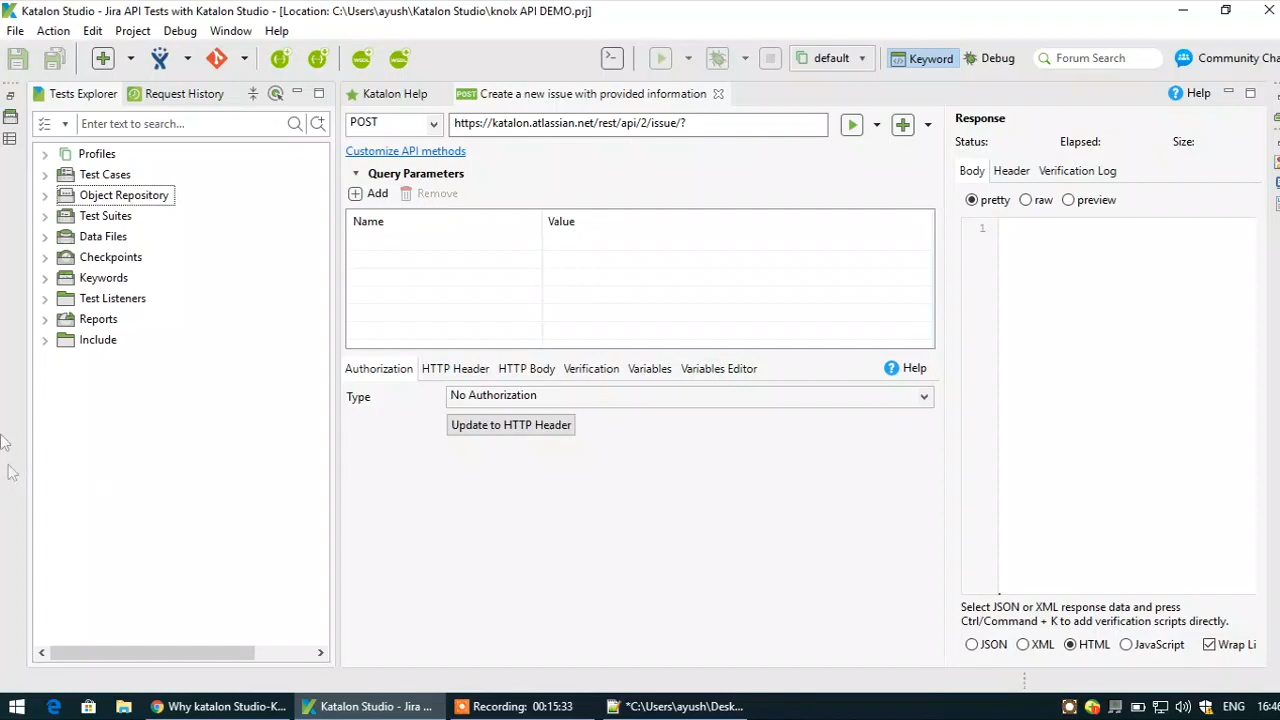 Katalon Studio - Jira API Tests with Katalon Studio - [Location: C:\Users\ayush\Katalon Studio\knolx API DEMO.prj]
File Action Edit Project Debug Window Help
default Keyword Debug Forum Search Community Cha
Tests Explorer Request History
Enter text to search...
Profiles
Test Cases
Object Repository
Test Suites
Data Files
Checkpoints
Keywords
Test Listeners
Reports
Include
Katalon Help POST Create a new issue with provided information Help
POST https://katalon.atlassian.net/rest/api/2/issue/?
Customize API methods
Query Parameters
Add Remove
Name Value
Authorization HTTP Header HTTP Body Verification Variables Variables Editor Help
Type No Authorization
Update to HTTP Header
Response
Status: Elapsed: Size:
Body Header Verification Log
pretty raw preview
1
Select JSON or XML response data and press
Ctrl/Command + K to add verification scripts directly.
JSON XML HTML JavaScript Wrap Li
Why katalon Studio-K... Katalon Studio - Jira ... Recording: 00:15:33 *C:\Users\ayush\Desk... ENG 16:46